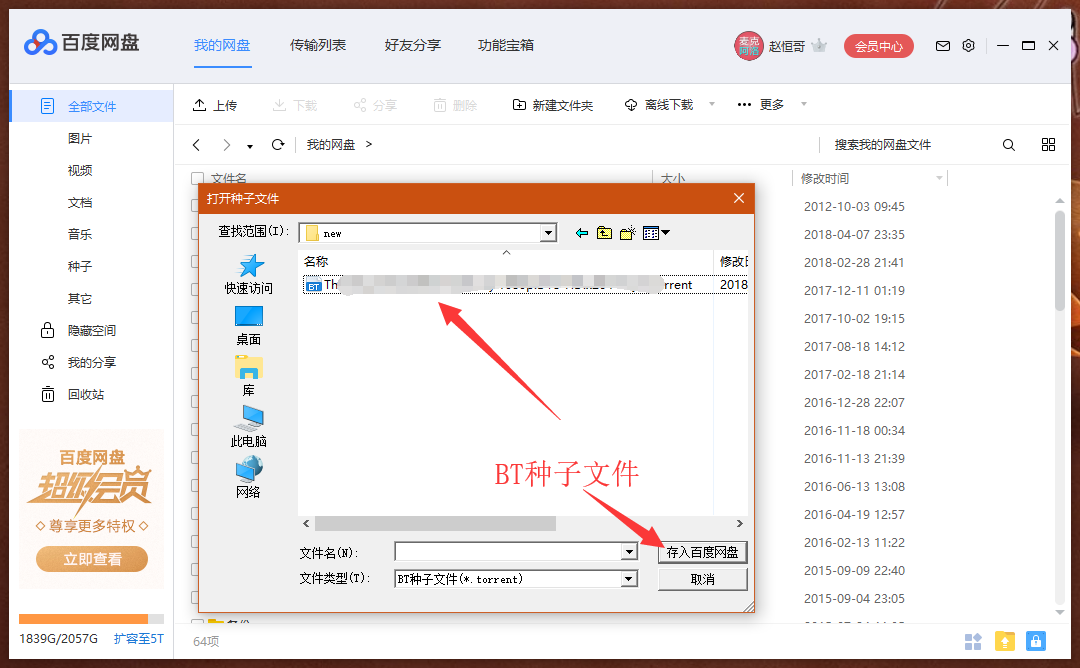 百度网盘
我的网盘
传输列表
好友分享
功能宝箱
麦克
阿瑟
赵恒哥
会员中心
全部文件
图片
视频
文档
音乐
种子
其它
隐藏空间
我的分享
回收站
上传
下载
分享
删除
新建文件夹
离线下载
更多
我的网盘 >
搜索我的网盘文件
文件名
大小
修改时间
打开种子文件
查找范围(I):
new
快速访问
桌面
库
此电脑
网络
名称
修改日
BT
Th
rrent
2018
BT种子文件
文件名(N):
存入百度网盘
文件类型(T):
BT种子文件(*.torrent)
取消
2012-10-03 09:45
2018-04-07 23:35
2018-02-28 21:41
2017-12-11 01:19
2017-10-02 19:15
2017-08-18 14:12
2017-02-18 21:14
2016-12-28 22:07
2016-11-18 00:34
2016-11-13 21:39
2016-06-13 13:08
2016-04-19 12:57
2016-02-13 11:22
2015-09-09 22:40
2015-09-04 23:05
百度网盘
超级会员
尊享更多特权
立即查看
1839G/2057G
扩容至5T
64项